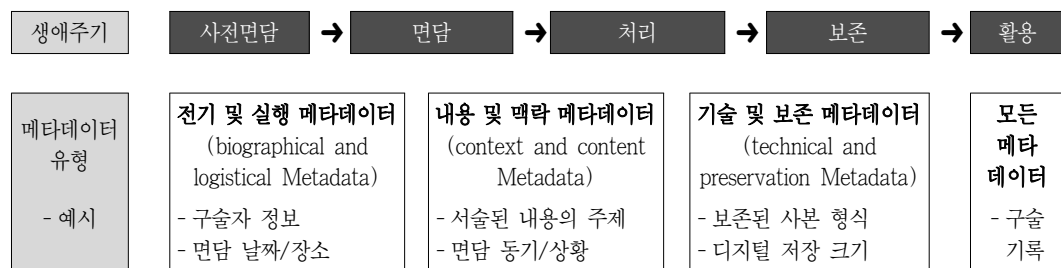 생애주기
사전면담 → 면담 → 처리 → 보존 → 활용
메타데이터
유형
- 예시
전기 및 실행 메타데이터
(biographical and
logistical Metadata)
- 구술자 정보
- 면담 날짜/장소
내용 및 맥락 메타데이터
(context and content
Metadata)
- 서술된 내용의 주제
- 면담 동기/상황
기술 및 보존 메타데이터
(technical and
preservation Metadata)
- 보존된 사본 형식
- 디지털 저장 크기
모든
메타
데이터
- 구술
기록